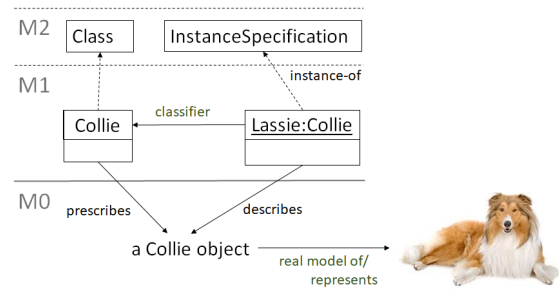 M2
Class
InstanceSpecification
M1
instance-of
classifier
Collie
Lassie:Collie
M0
prescribes
describes
a Collie object
real model of/
represents